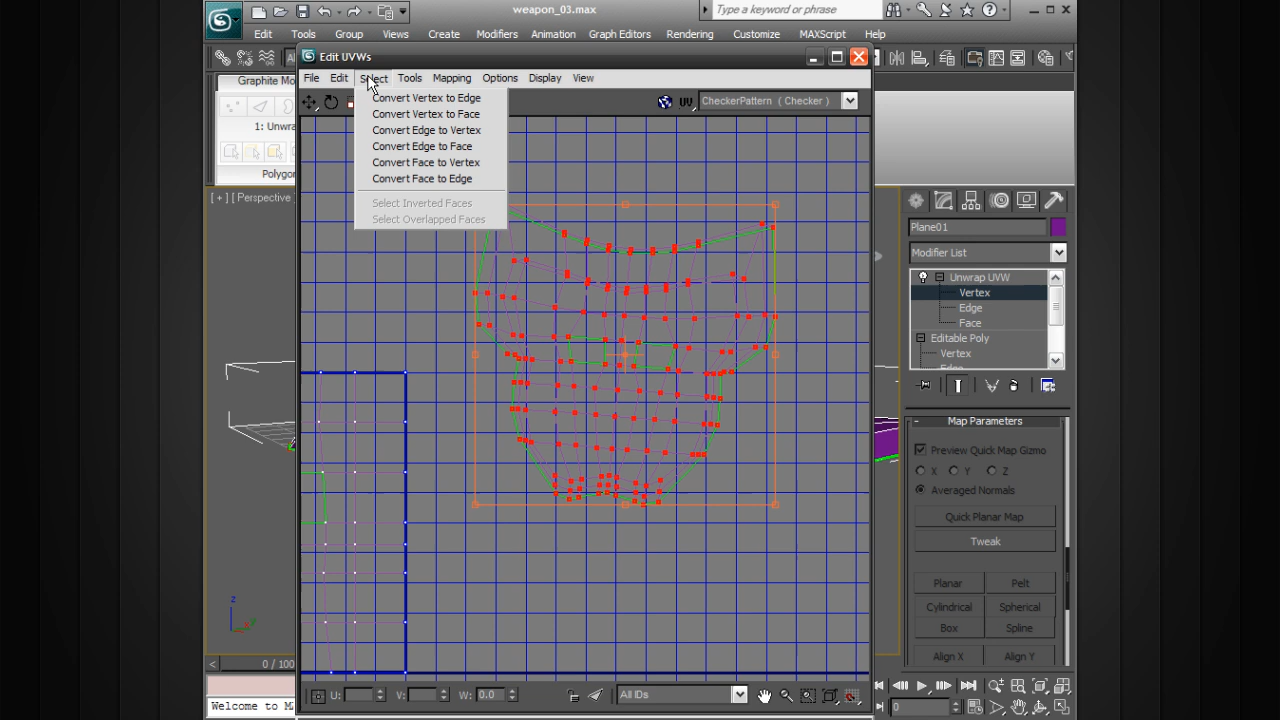 weapon_03.max
Type a keyword or phrase
Edit Tools Group Views Create Modifiers Animation Graph Editors Rendering Customize MAXScript Help
Edit UVWs
File Edit Select Tools Mapping Options Display View
Graphite Mo
Convert Vertex to Edge
Convert Vertex to Face
Convert Edge to Vertex
Convert Edge to Face
Convert Face to Vertex
Convert Face to Edge
Select Inverted Faces
Select Overlapped Faces
UV
CheckerPattern ( Checker )
1: Unwra
Polygo
[ + ] [ Perspective
Plane01
Modifier List
Unwrap UVW
Vertex
Edge
Face
Editable Poly
Vertex
Map Parameters
Preview Quick Map Gizmo
X Y Z
Averaged Normals
Quick Planar Map
Tweak
Planar Pelt
Cylindrical Spherical
Box Spline
Align X Align Y
z
0 / 100
U: V: W: 0.0 All IDs
Welcome to M
0